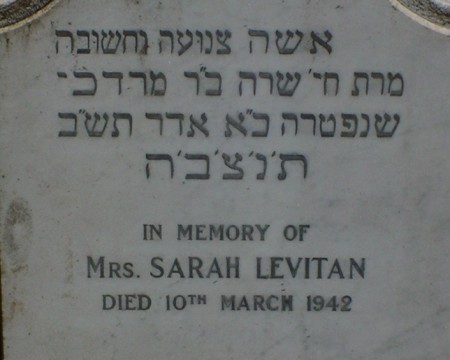 אשה צנועה וחשובה
מרת חי׳ שרה ב״ר מרדכי
שנפטרה כ״א אדר תש״ב
ת׳נ׳צ׳ב׳ה
IN MEMORY OF
MRS. SARAH LEVITAN
DIED 10TH MARCH 1942